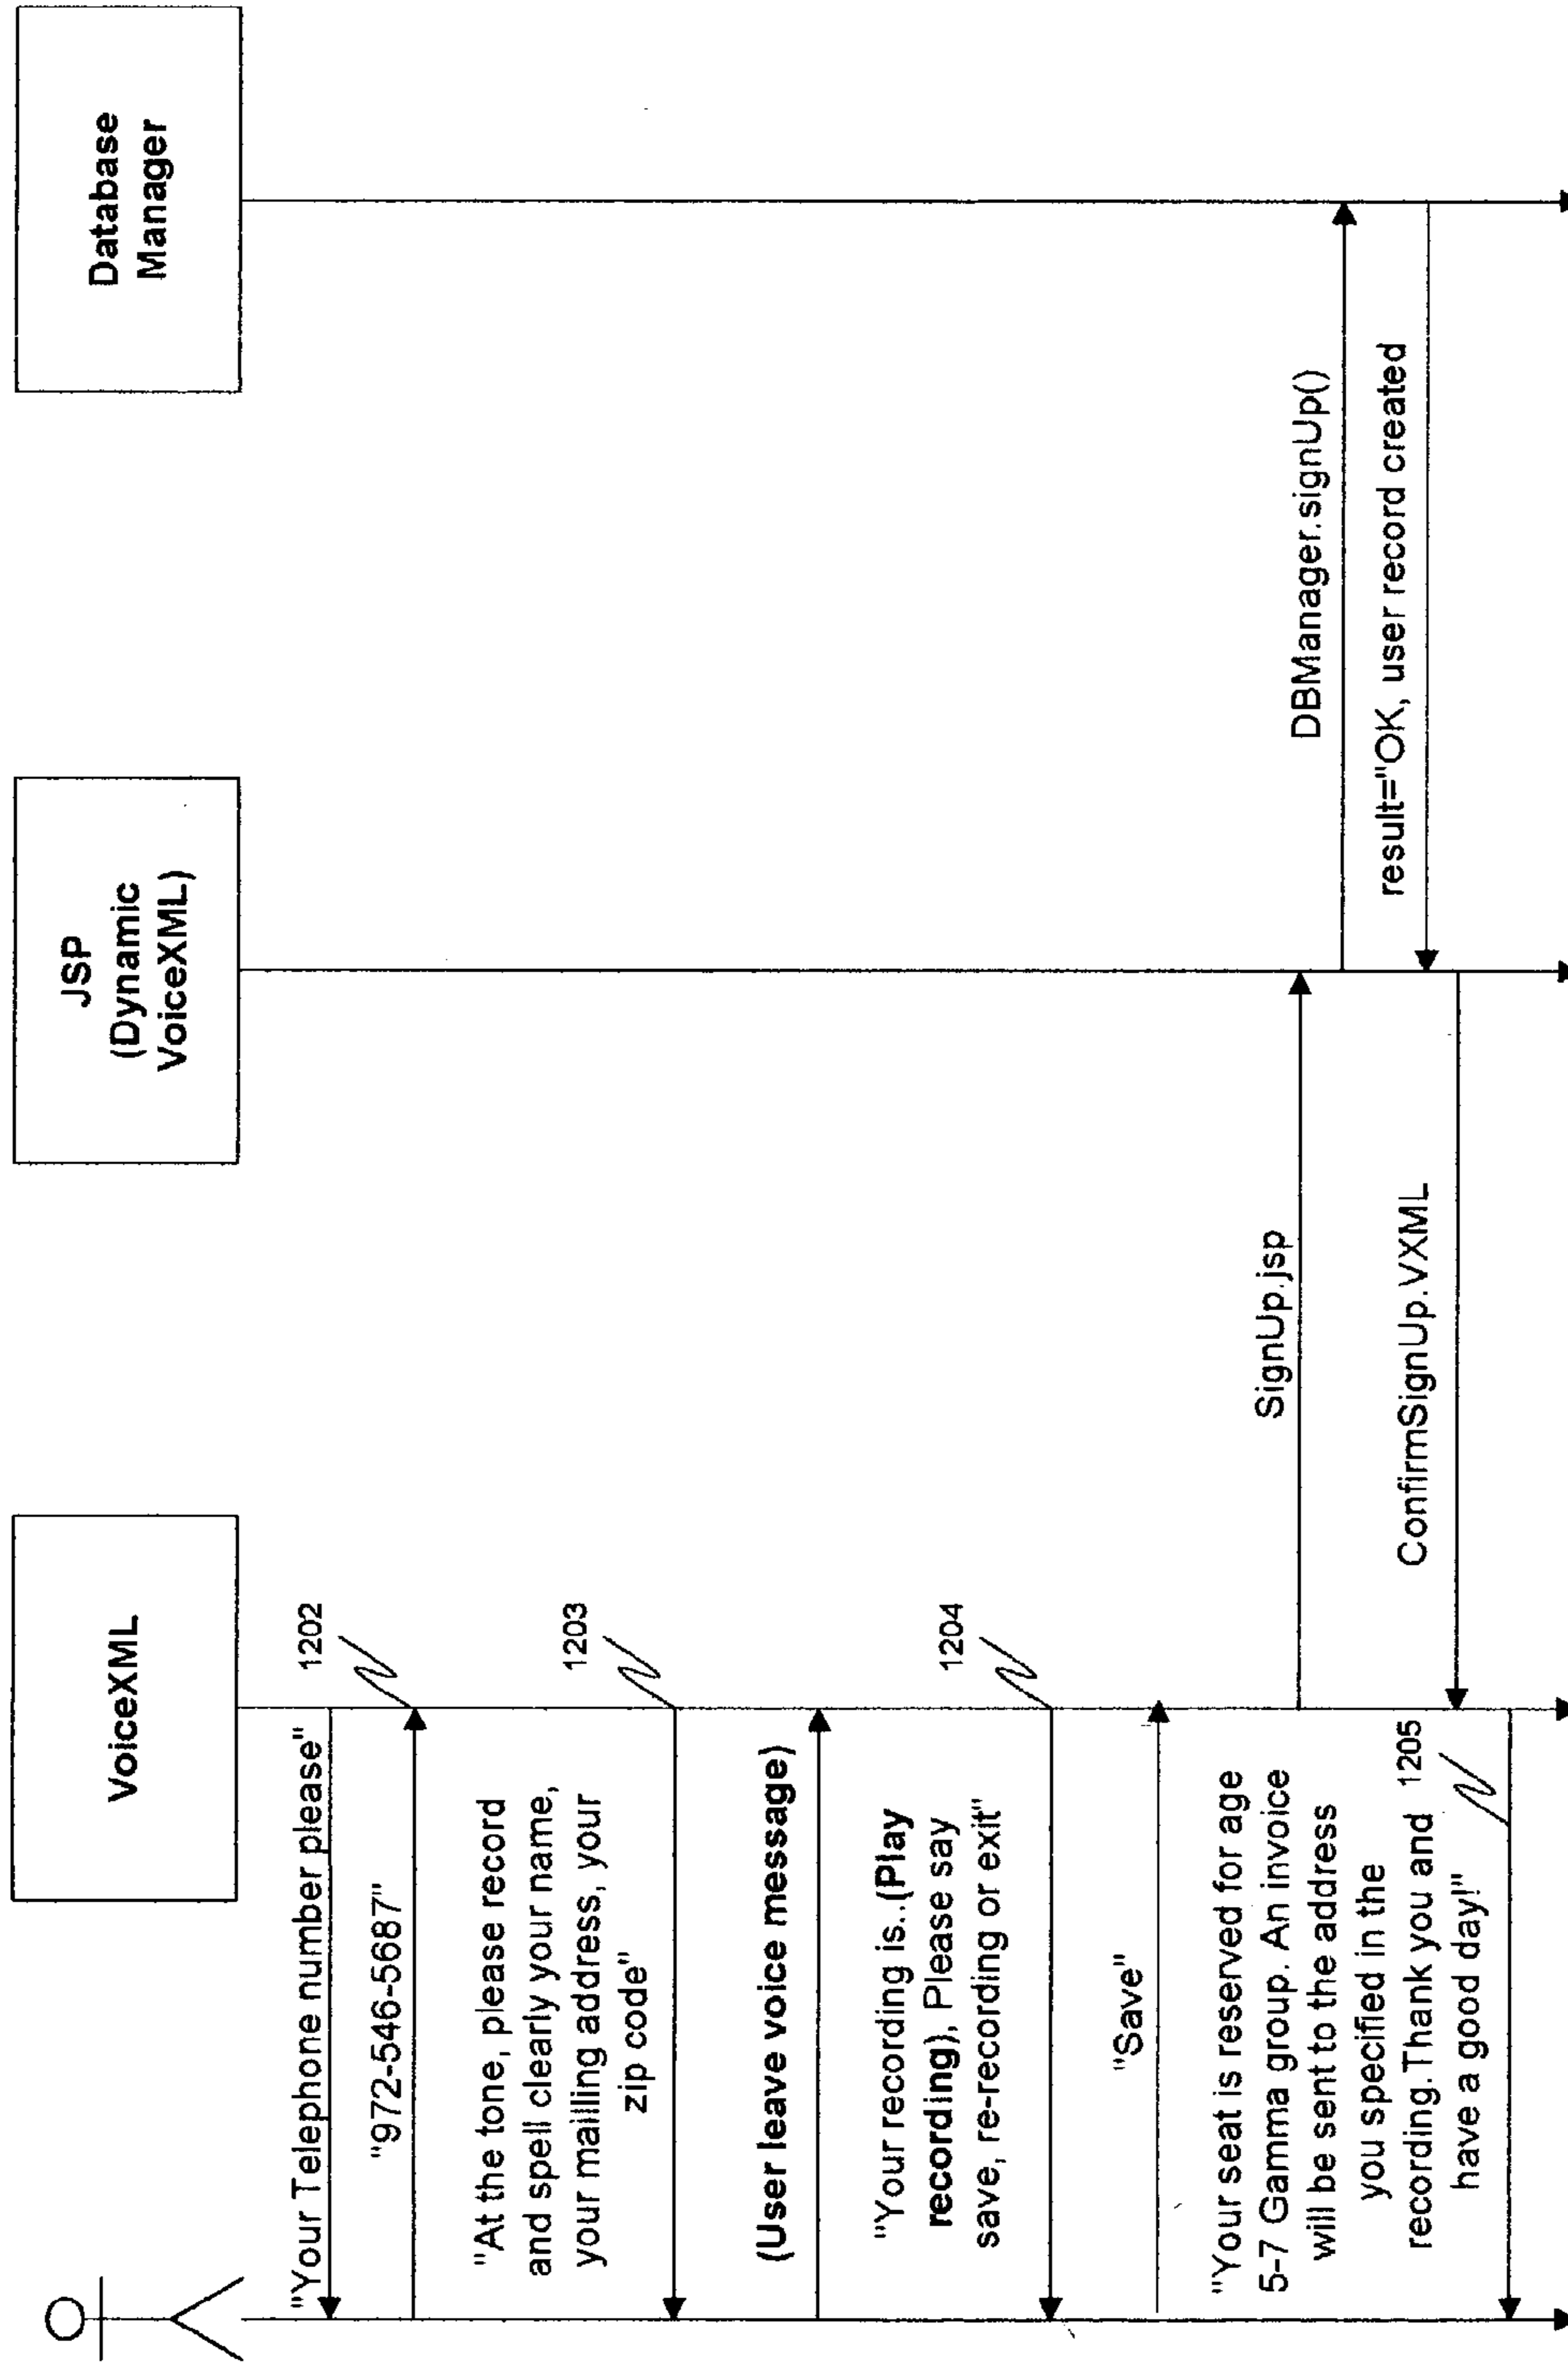 VoiceXML
JSP
(Dynamic
VoiceXML)
Database
Manager
"Your Telephone number please"
1202
"972-546-5687"
"At the tone, please record
and spell clearly your name,
your mailling address, your
zip code"
1203
(User leave voice message)
"Your recording is..(Play
recording), Please say
save, re-recording or exit"
1204
"Save"
SignUp.jsp
DBManager.signUp()
result="OK, user record created
ConfirmSignUp.VXML
"Your seat is reserved for age
5-7 Gamma group. An invoice
will be sent to the address
you specified in the
recording.Thank you and
have a good day!"
1205